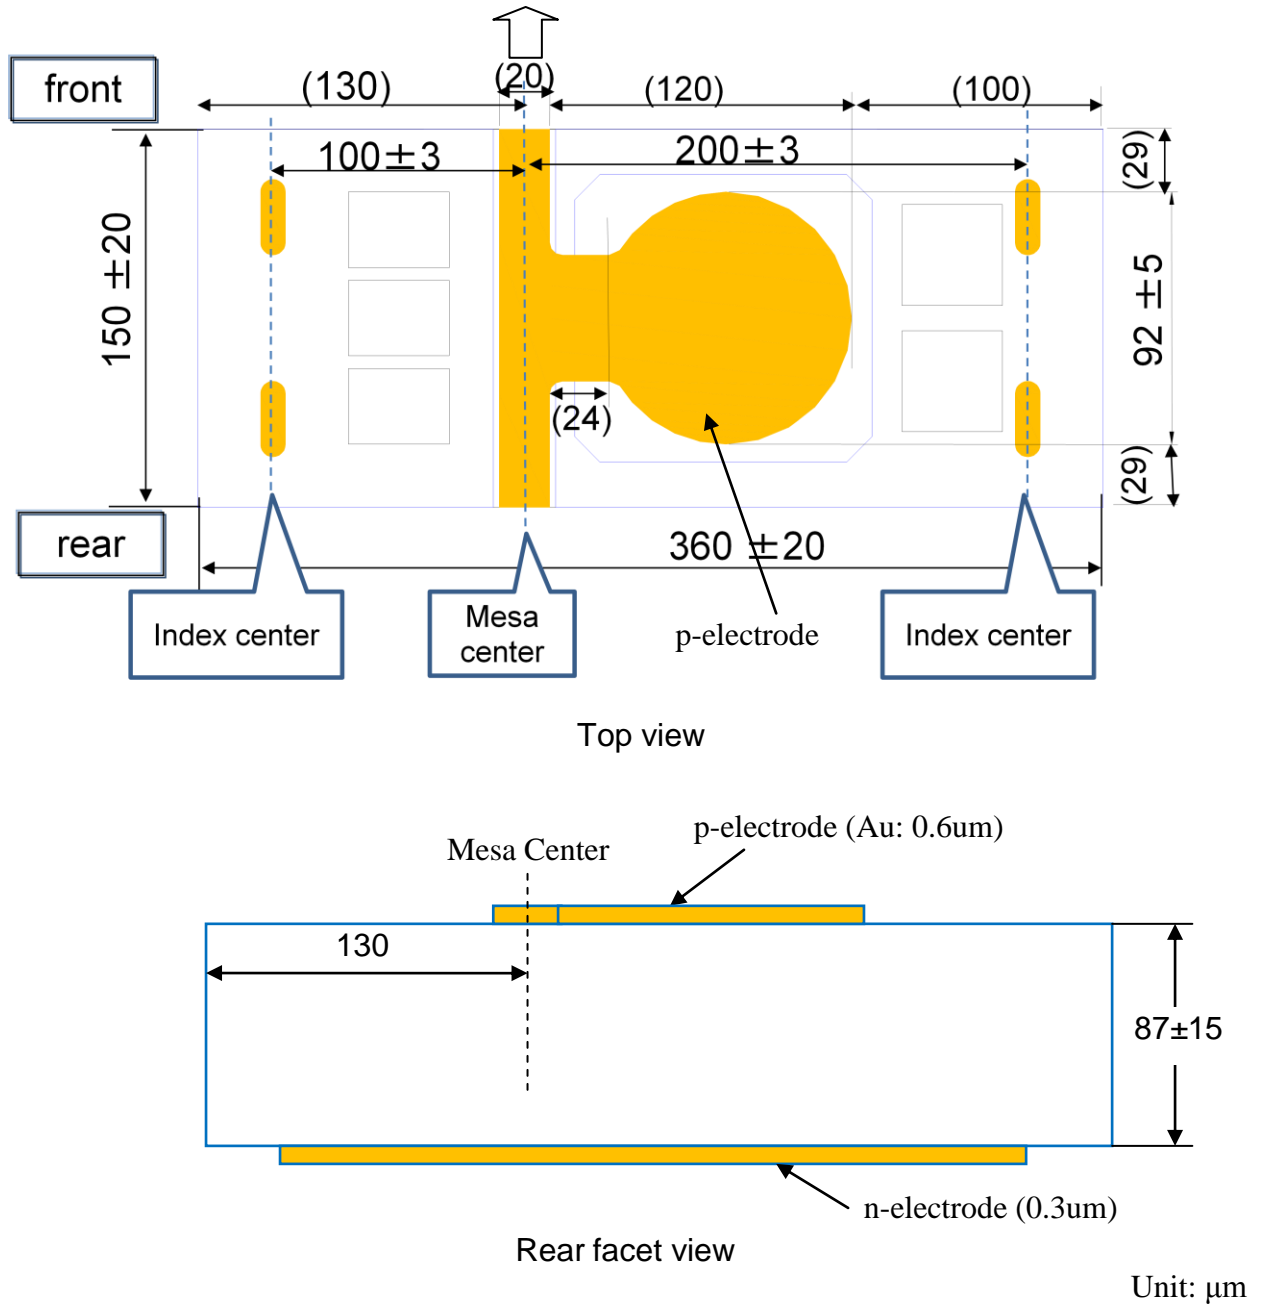 front
(130)
(20)
(120)
(100)
100±3
200±3
(29)
150 ±20
92 ±5
(24)
(29)
rear
360 ±20
Index center
Mesa
center
p-electrode
Index center
Top view
p-electrode (Au: 0.6um)
Mesa Center
130
87±15
n-electrode (0.3um)
Rear facet view
Unit: μm